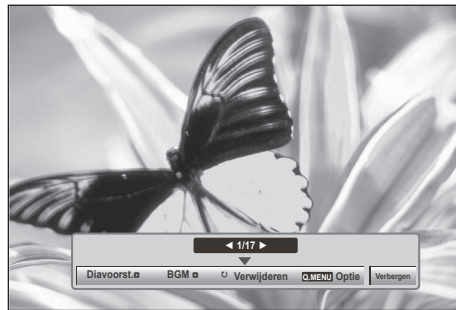 ◄ 1/17 ►
Diavoorst. BGM ↻ Verwijderen Q.MENU Optie Verbergen